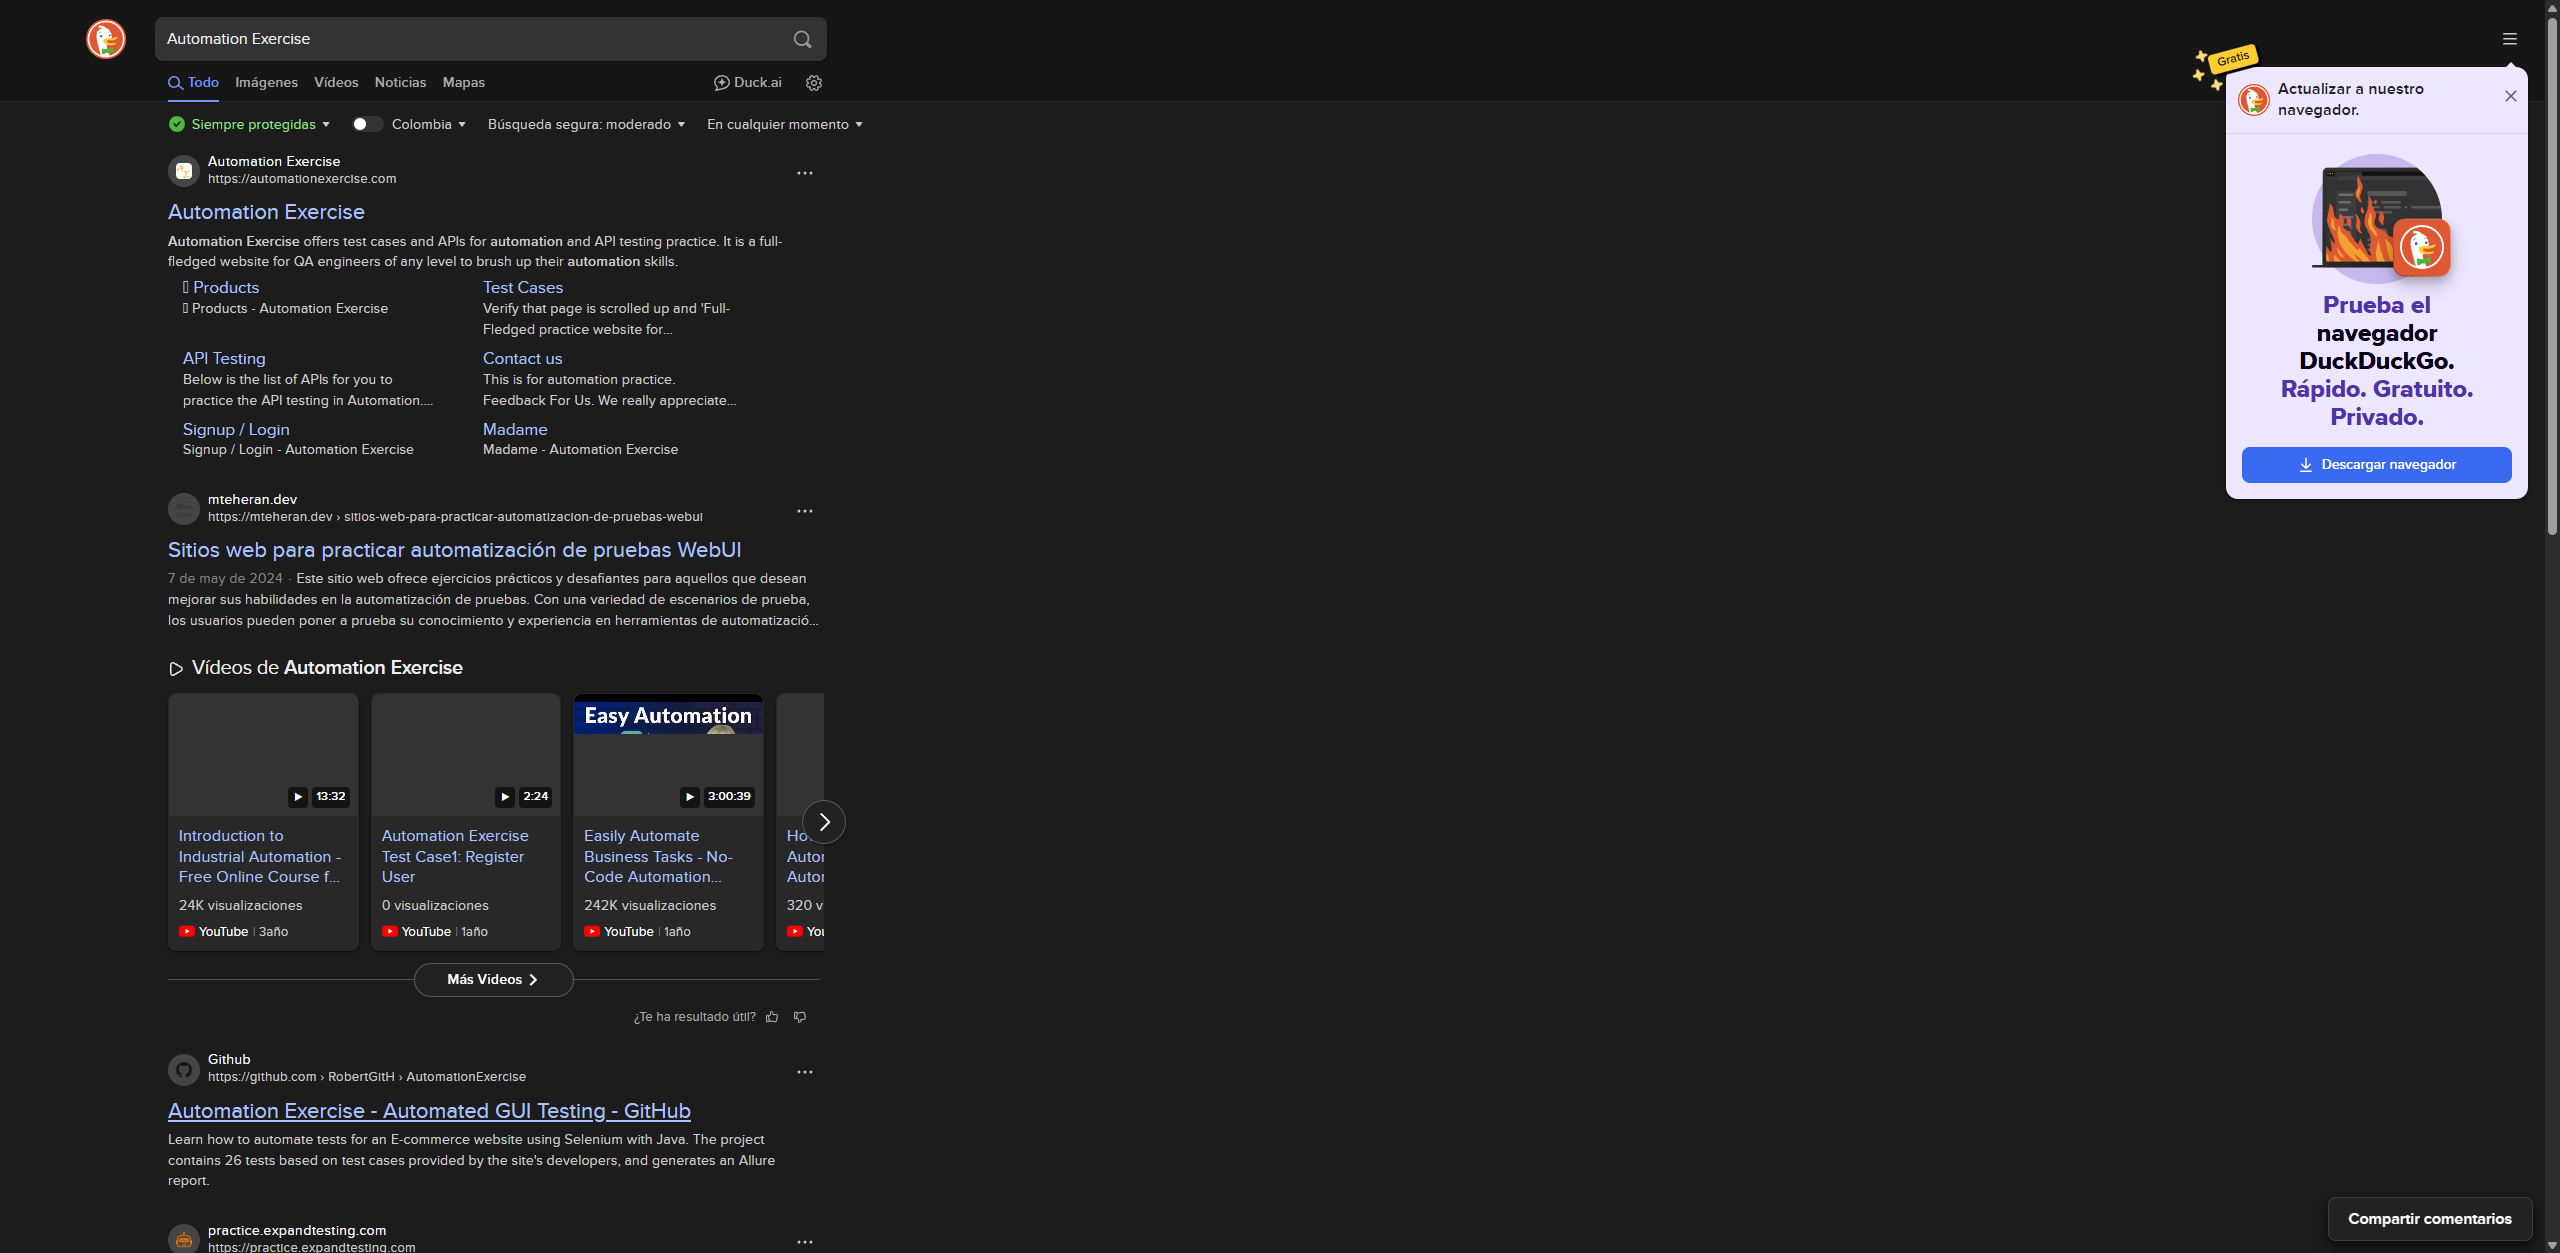 Automation Exercise
Todo
Imágenes
Vídeos
Noticias
Mapas
Duck.ai
Siempre protegidas
Colombia
Búsqueda segura: moderado
En cualquier momento
Automation Exercise
https://automationexercise.com
Automation Exercise
Automation Exercise offers test cases and APIs for automation and API testing practice. It is a full-
fledged website for QA engineers of any level to brush up their automation skills.
Products
Products - Automation Exercise
Test Cases
Verify that page is scrolled up and 'Full-
Fledged practice website for...
API Testing
Below is the list of APIs for you to
practice the API testing in Automation....
Contact us
This is for automation practice.
Feedback For Us. We really appreciate...
Signup / Login
Signup / Login - Automation Exercise
Madame
Madame - Automation Exercise
mteheran.dev
https://mteheran.dev › sitios-web-para-practicar-automatizacion-de-pruebas-webui
Sitios web para practicar automatización de pruebas WebUI
7 de may de 2024 · Este sitio web ofrece ejercicios prácticos y desafiantes para aquellos que desean
mejorar sus habilidades en la automatización de pruebas. Con una variedad de escenarios de prueba,
los usuarios pueden poner a prueba su conocimiento y experiencia en herramientas de automatizació...
Vídeos de Automation Exercise
13:32
Introduction to
Industrial Automation -
Free Online Course f...
24K visualizaciones
YouTube | 3año
2:24
Automation Exercise
Test Case1: Register
User
0 visualizaciones
YouTube | 1año
Easy Automation
3:00:39
Easily Automate
Business Tasks - No-
Code Automation...
242K visualizaciones
YouTube | 1año
320 v
Más Videos
¿Te ha resultado útil?
Github
https://github.com › RobertGitH › AutomationExercise
Automation Exercise - Automated GUI Testing - GitHub
Learn how to automate tests for an E-commerce website using Selenium with Java. The project
contains 26 tests based on test cases provided by the site's developers, and generates an Allure
report.
practice.expandtesting.com
https://practice.expandtesting.com
Gratis
Actualizar a nuestro
navegador.
Prueba el
navegador
DuckDuckGo.
Rápido. Gratuito.
Privado.
Descargar navegador
Compartir comentarios